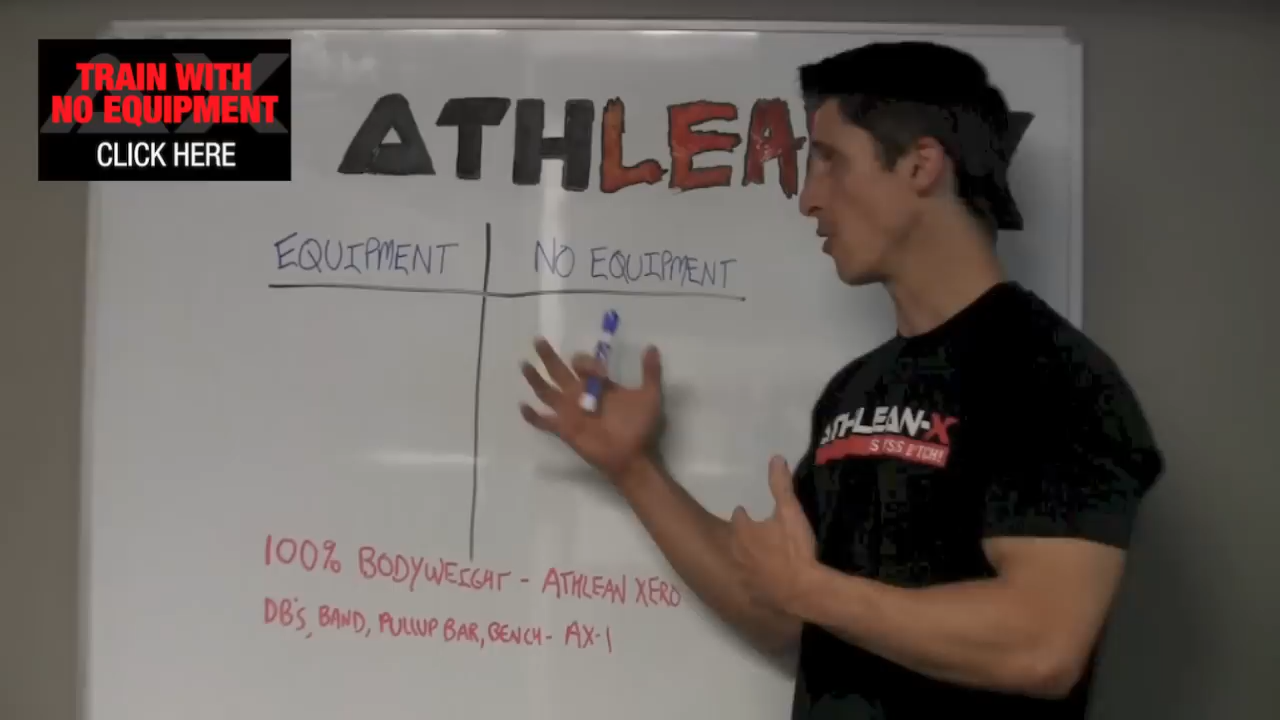 TRAIN WITH
NO EQUIPMENT
CLICK HERE
ATHLEA
EQUIPMENT
NO EQUIPMENT
ATHLEAN-X
100% BODYWEIGHT - ATHLEAN XERO
DB's, BAND, PULLUP BAR, BENCH - AX-1